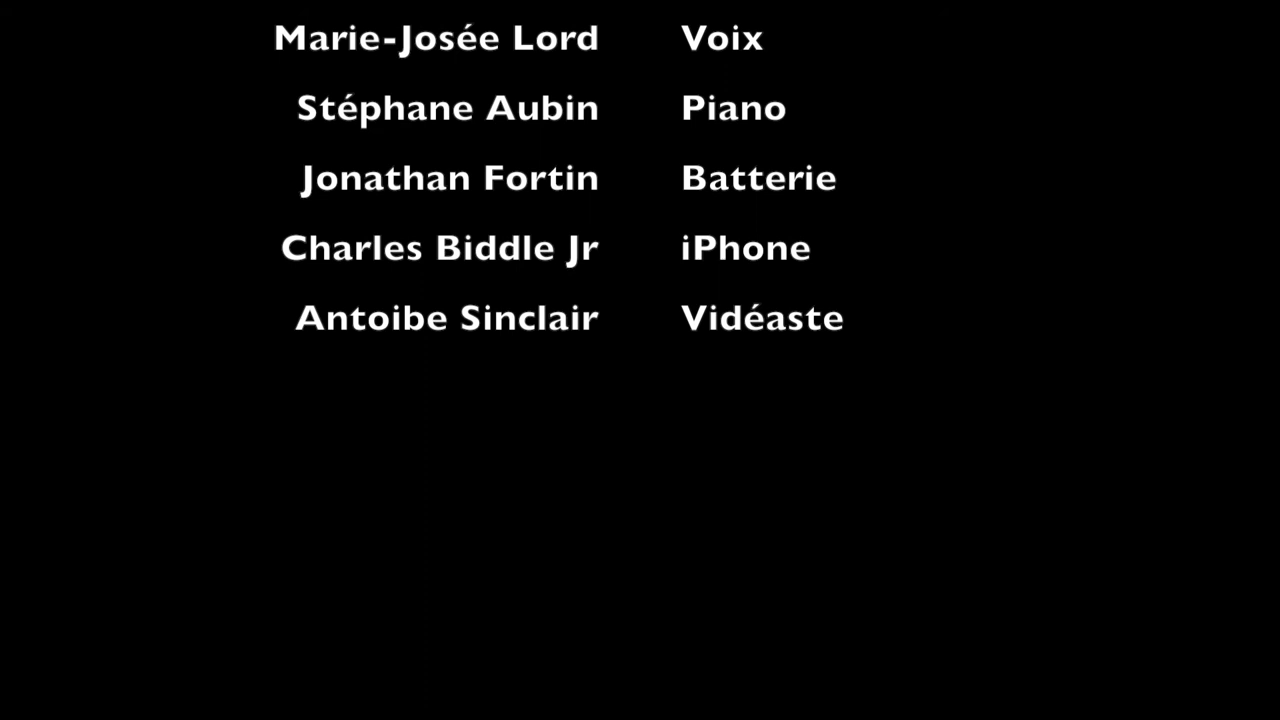 Marie-Josée Lord Voix
Stéphane Aubin Piano
Jonathan Fortin Batterie
Charles Biddle Jr iPhone
Antoibe Sinclair Vidéaste